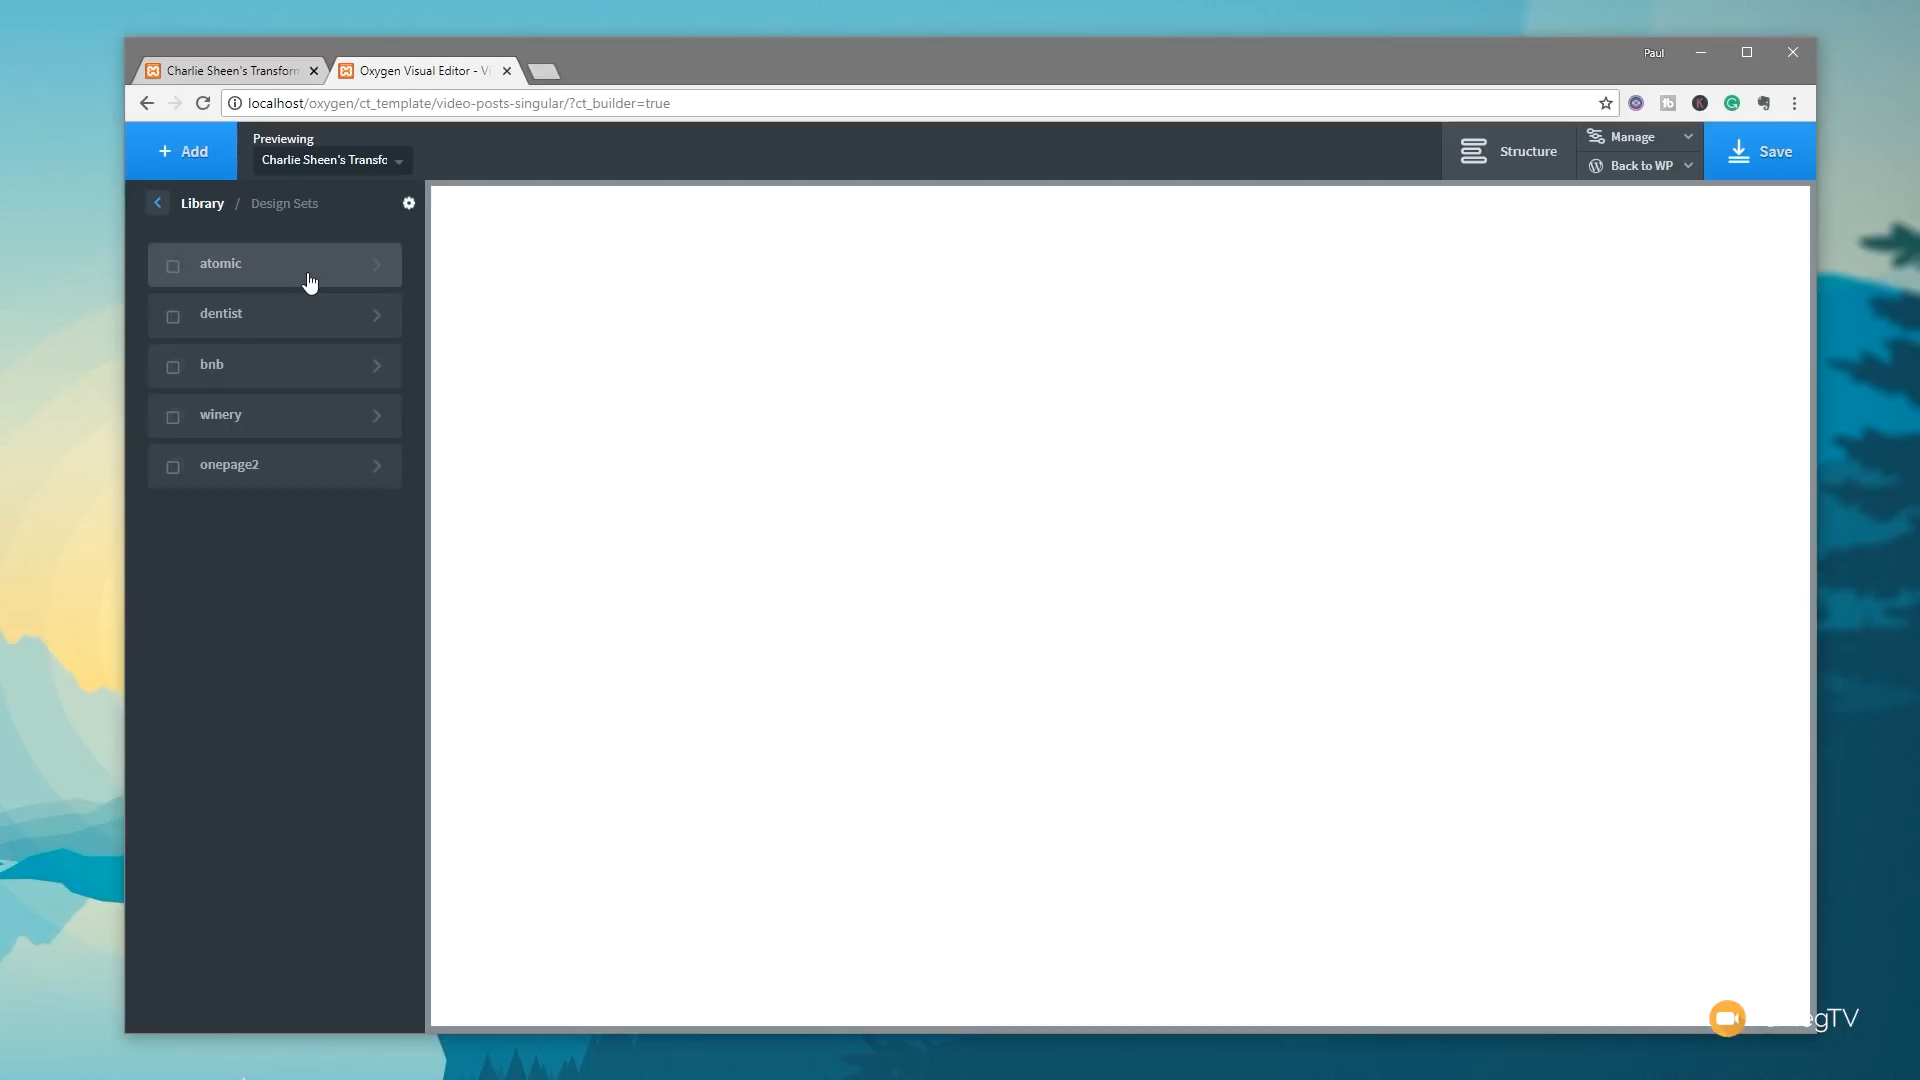 Paul
Charlie Sheen's Transform
Oxygen Visual Editor - Vi
localhost/oxygen/ct_template/video-posts-singular/?ct_builder=true
+ Add
Previewing
Charlie Sheen's Transfo
Structure
Manage
Back to WP
Save
Library / Design Sets
atomic
dentist
bnb
winery
onepage2